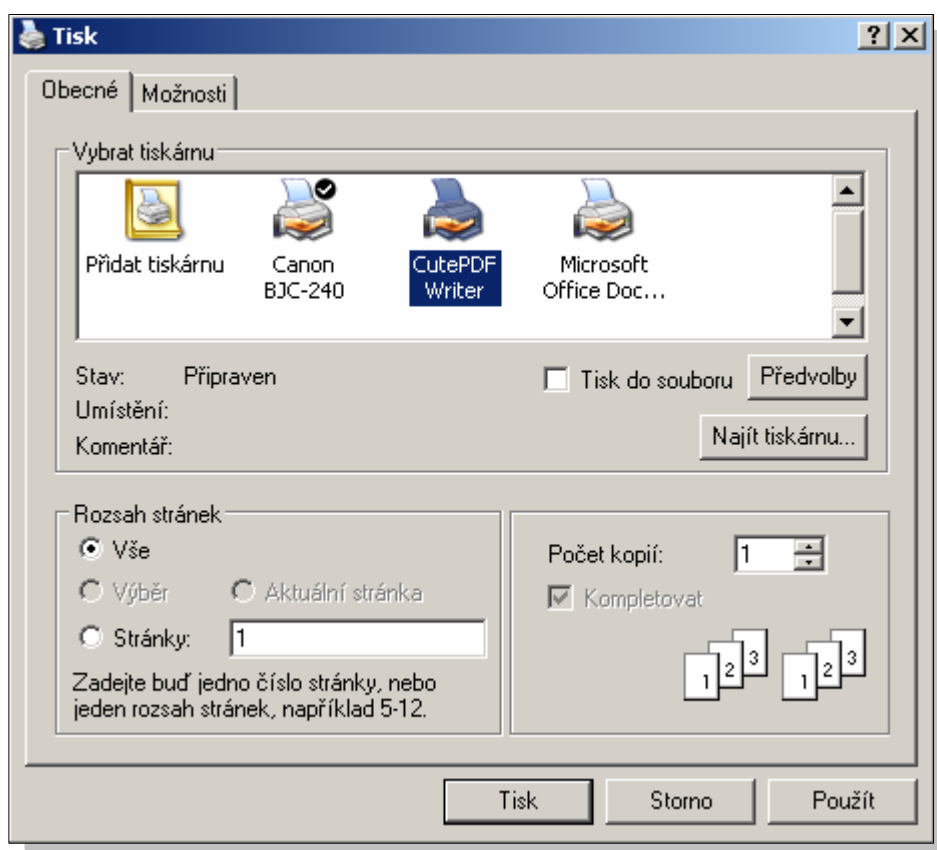 Tisk
Obecné
Možnosti
Vybrat tiskárnu
Přidat tiskárnu
Canon
BJC-240
CutePDF
Writer
Microsoft
Office Doc...
Stav: Připraven
Tisk do souboru
Předvolby
Umístění:
Komentář:
Najít tiskárnu...
Rozsah stránek
Vše
Výběr
Aktuální stránka
Stránky: 1
Zadejte buď jedno číslo stránky, nebo
jeden rozsah stránek, například 5-12.
Počet kopií: 1
Kompletovat
1 2 3 1 2 3
Tisk
Storno
Použít